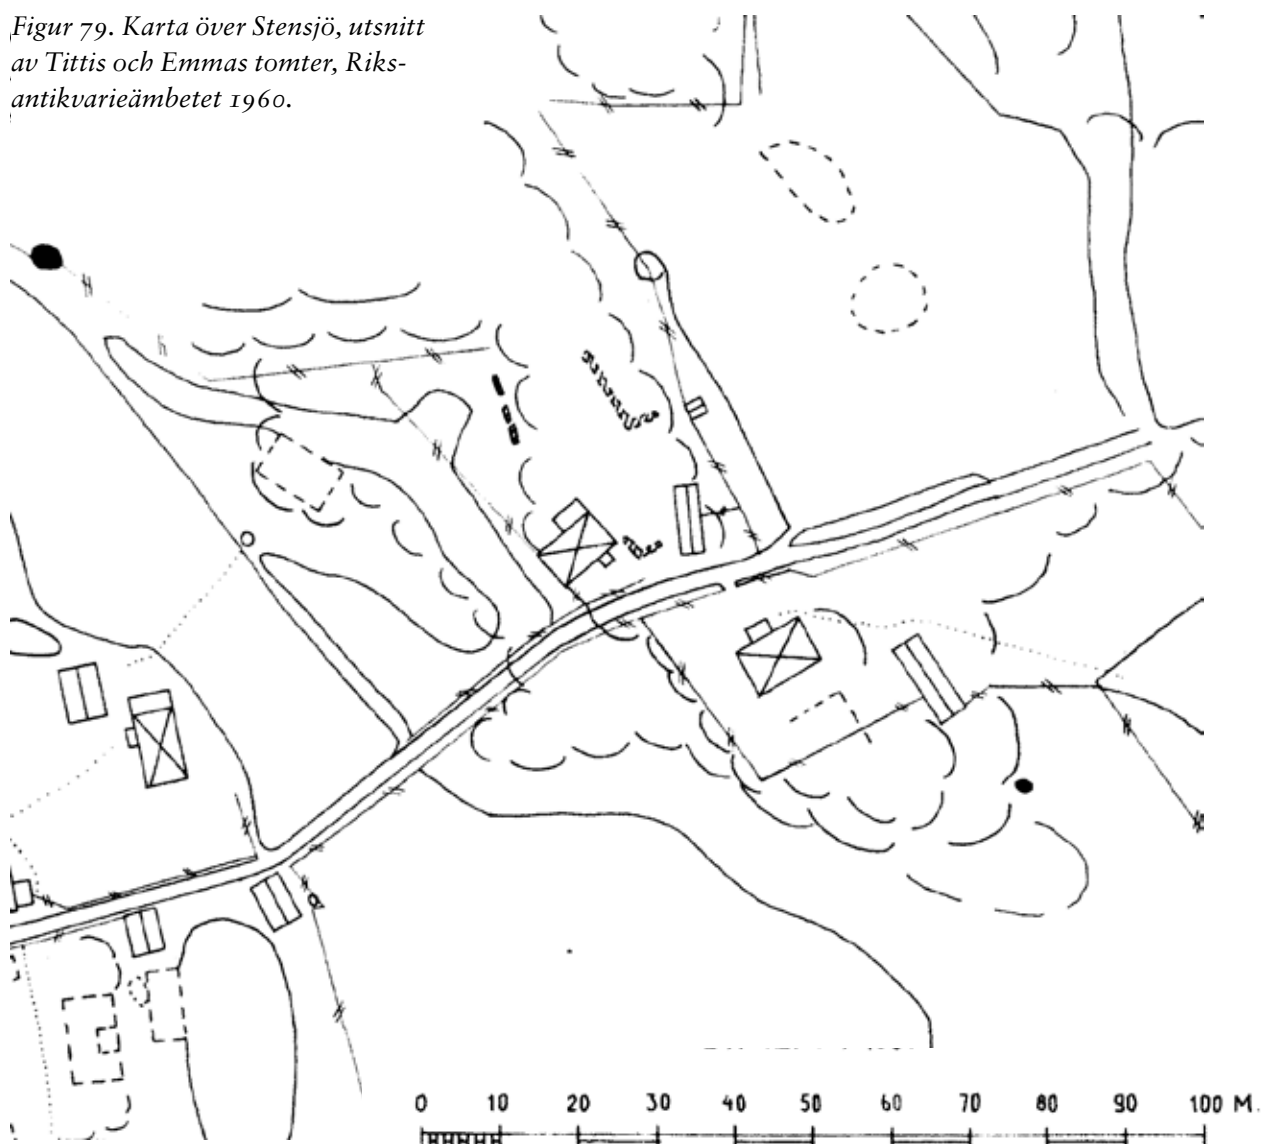 Figur 79. Karta över Stensjö, utsnitt
av Tittis och Emmas tomter, Riks-
antikvarieämbetet 1960.
0 10 20 30 40 50 60 70 80 90 100 M.